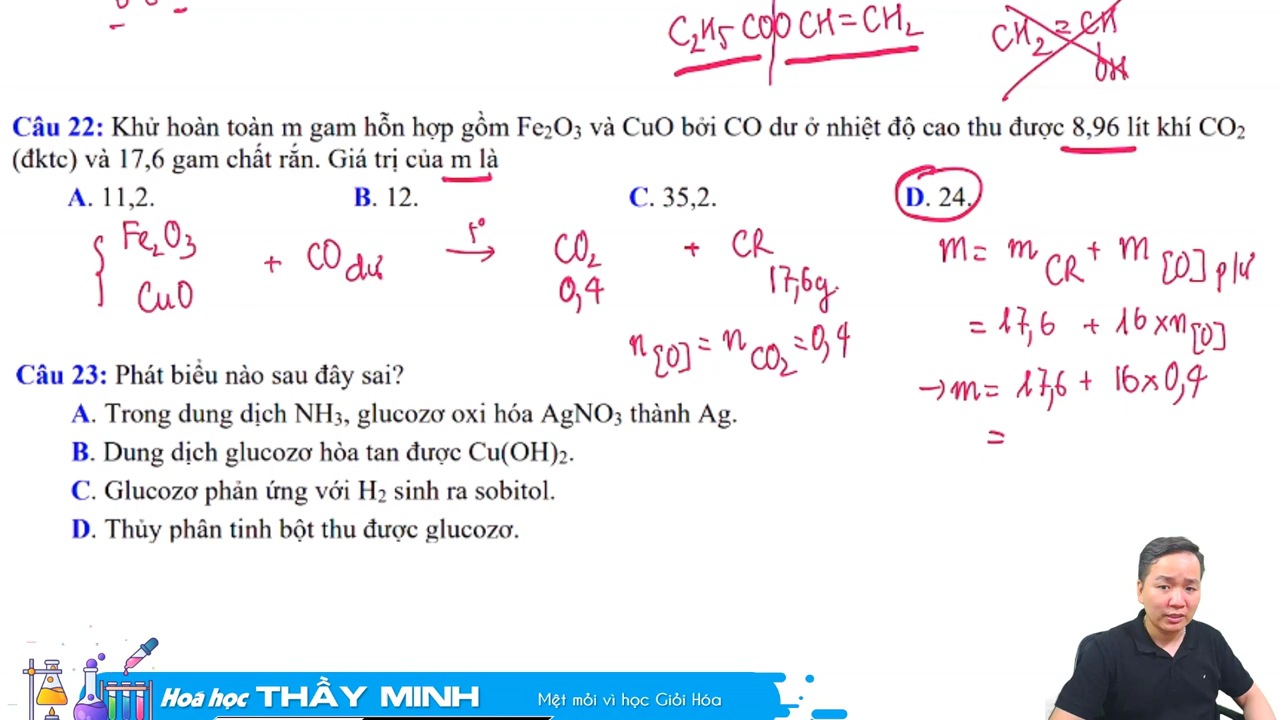 C₂H₅COOCH=CH₂
CH₂=CH
OH
Câu 22: Khử hoàn toàn m gam hỗn hợp gồm Fe₂O₃ và CuO bởi CO dư ở nhiệt độ cao thu được 8,96 lít khí CO₂
(đktc) và 17,6 gam chất rắn. Giá trị của m là
A. 11,2. B. 12. C. 35,2. D. 24.
{ Fe₂O₃ CuO + CO dư t° → CO₂ + CR
0,4 17,6g
n[O] = nCO₂ = 0,4
m = m CR + m [O] p/ư
= 17,6 + 16×n[O]
→ m = 17,6 + 16×0,4
=
Câu 23: Phát biểu nào sau đây sai?
A. Trong dung dịch NH₃, glucozơ oxi hóa AgNO₃ thành Ag.
B. Dung dịch glucozơ hòa tan được Cu(OH)₂.
C. Glucozơ phản ứng với H₂ sinh ra sobitol.
D. Thủy phân tinh bột thu được glucozơ.
Hoá học THẦY MINH Mệt mỏi vì học Giỏi Hóa